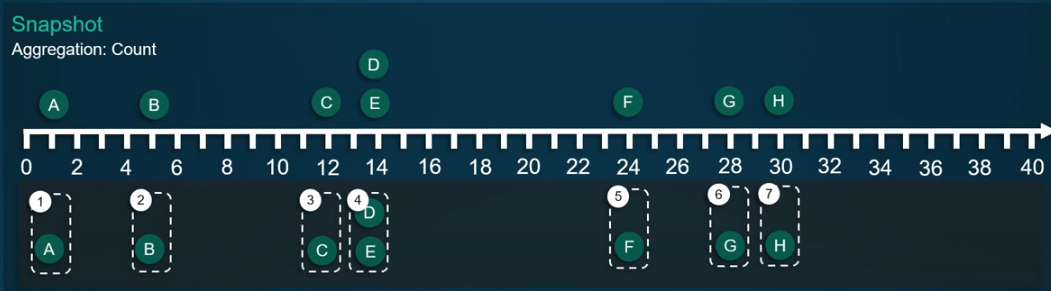 Snapshot
Aggregation: Count
D
A B C E F G H
0 2 4 6 8 10 12 14 16 18 20 22 24 26 28 30 32 34 36 38 40
1 2 3 4 5 6 7
D
A B C E F G H